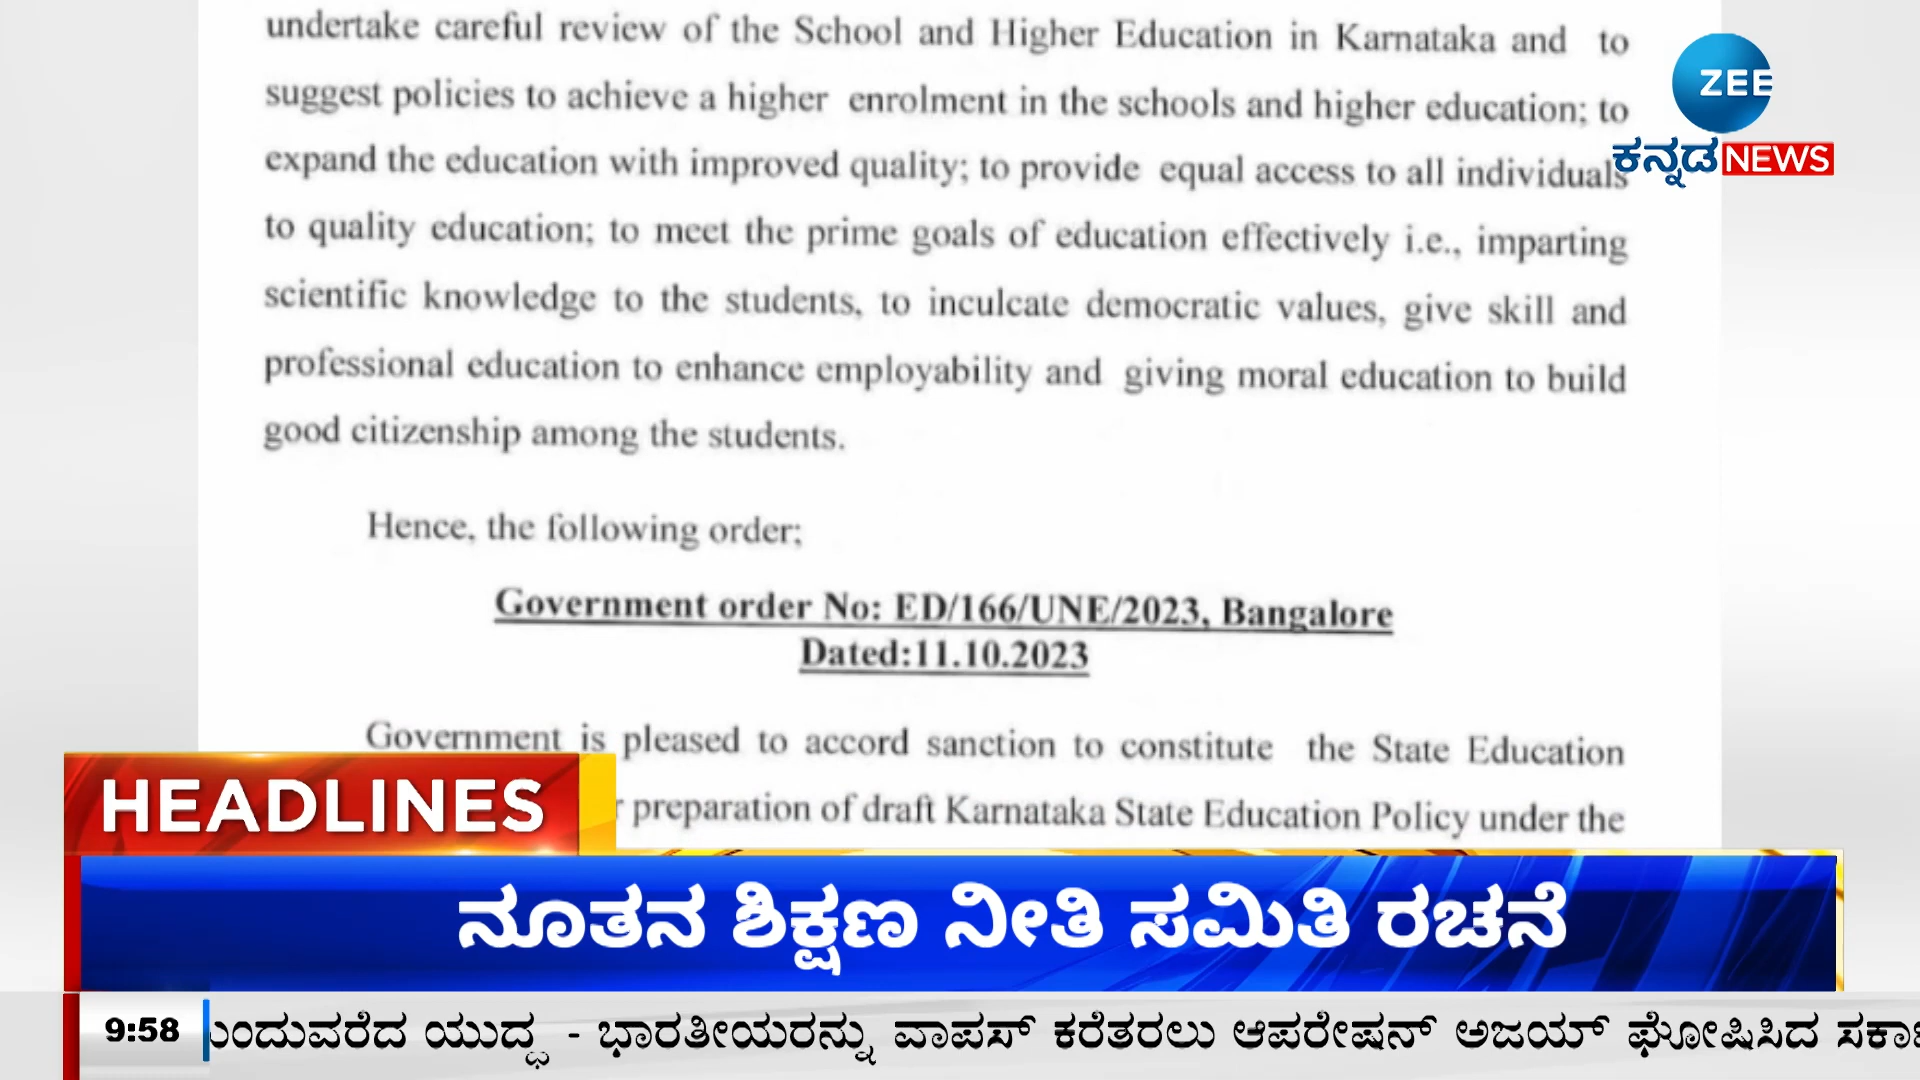 undertake careful review of the School and Higher Education in Karnataka and to
suggest policies to achieve a higher enrolment in the schools and higher education; to
expand the education with improved quality; to provide equal access to all individuals
to quality education; to meet the prime goals of education effectively i.e., imparting
scientific knowledge to the students, to inculcate democratic values, give skill and
professional education to enhance employability and giving moral education to build
good citizenship among the students.
Hence, the following order;
Government order No: ED/166/UNE/2023, Bangalore
Dated:11.10.2023
Government is pleased to accord sanction to constitute the State Education
preparation of draft Karnataka State Education Policy under the
ZEE
ಕನ್ನಡ NEWS
HEADLINES
ನೂತನ ಶಿಕ್ಷಣ ನೀತಿ ಸಮಿತಿ ರಚನೆ
9:58
ಮುಂದುವರೆದ ಯುದ್ಧ - ಭಾರತೀಯರನ್ನು ವಾಪಸ್ ಕರೆತರಲು ಆಪರೇಷನ್ ಅಜಯ್ ಘೋಷಿಸಿದ